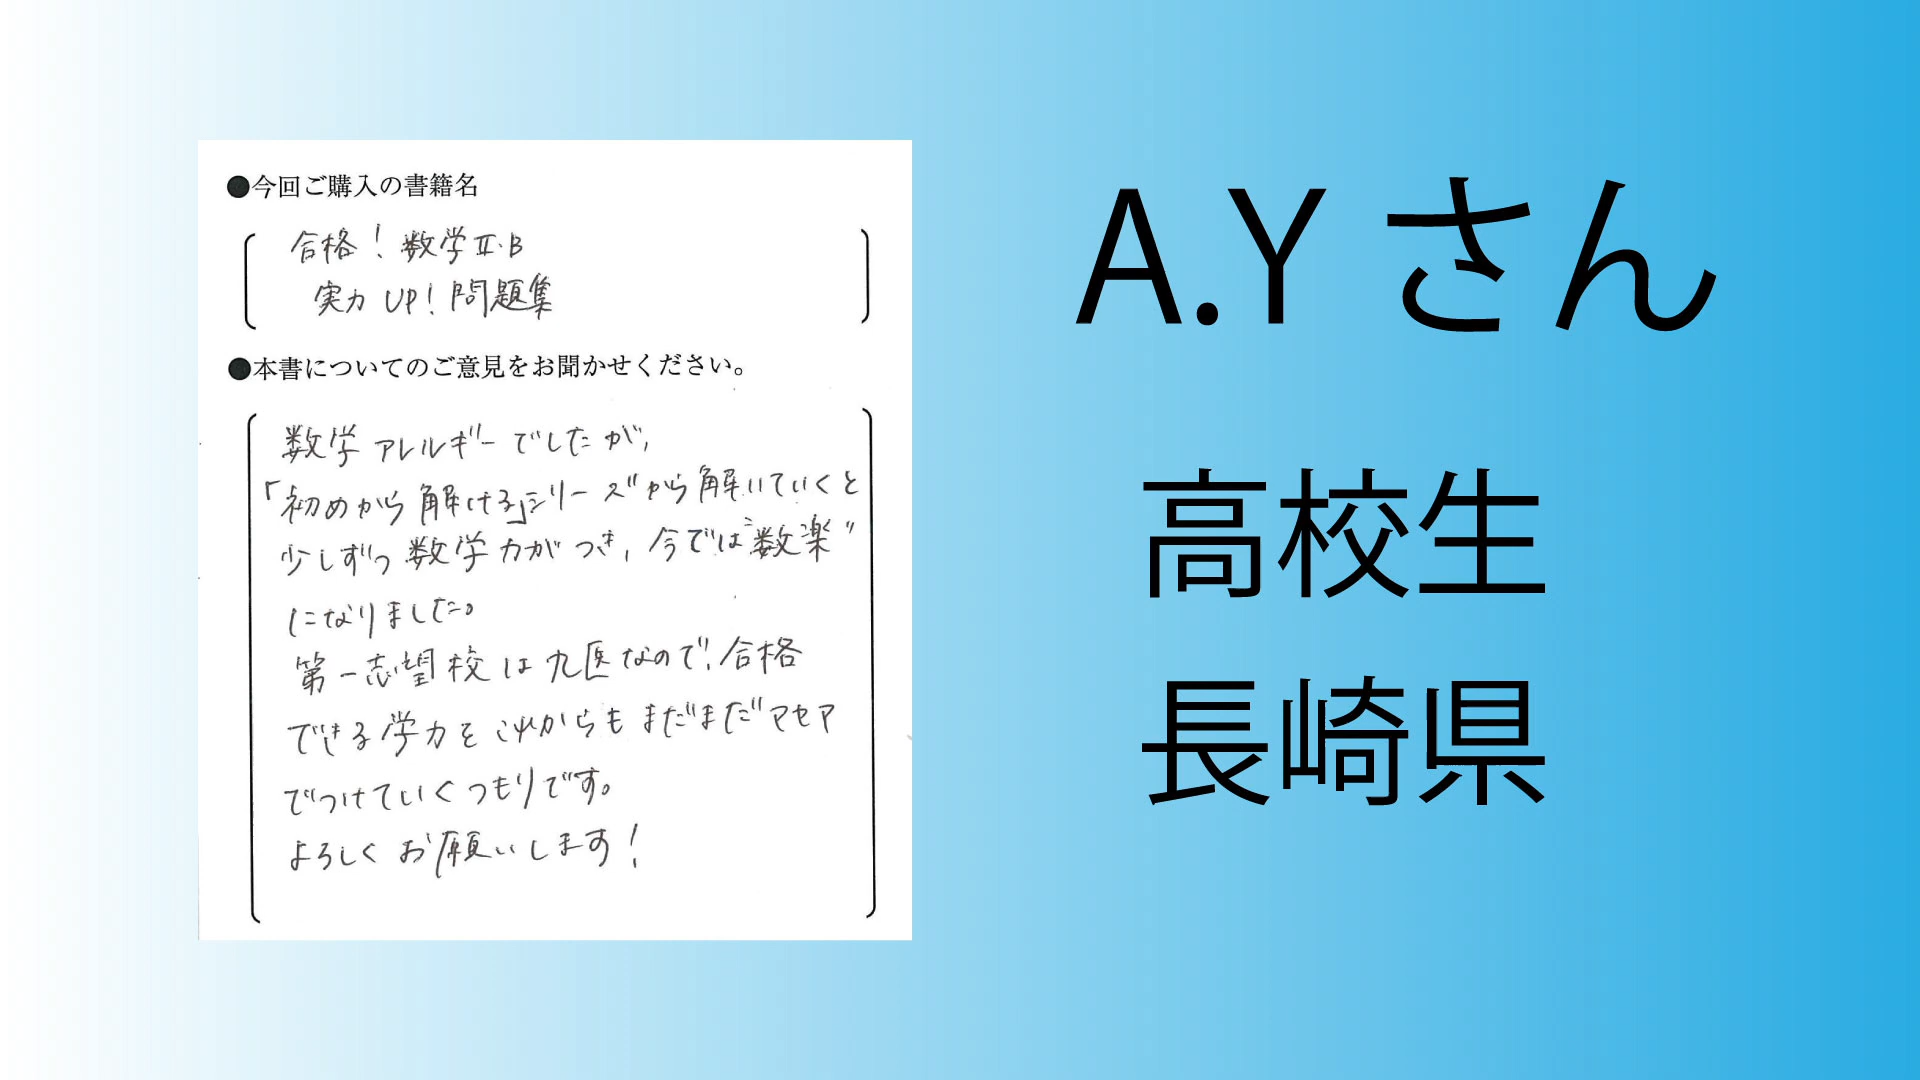 ●今回ご購入の書籍名
合格！数学Ⅱ・B
実力UP！問題集
●本書についてのご意見をお聞かせください。
数学アレルギーでしたが、
「初めから解ける」シリーズから解いていくと
少しずつ数学力がつき、今では"数楽"
になりました。
第一志望校は九医なので、合格
できる学力をこれからもまだまだアセアセ
でつけていくつもりです。
よろしくお願いします！
A.Yさん
高校生
長崎県